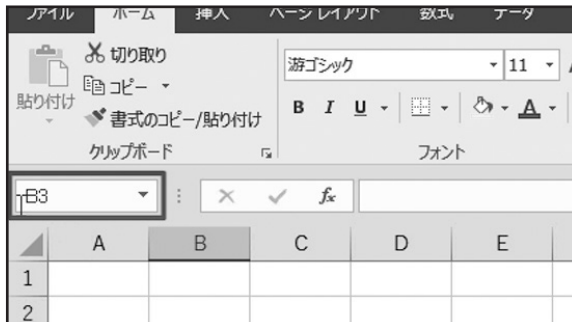 ファイル ホーム 挿入 ページ レイアウト 数式 データ
切り取り
コピー
書式のコピー/貼り付け
貼り付け
クリップボード
游ゴシック 11
B I U A
フォント
B3 fx
A B C D E
1
2